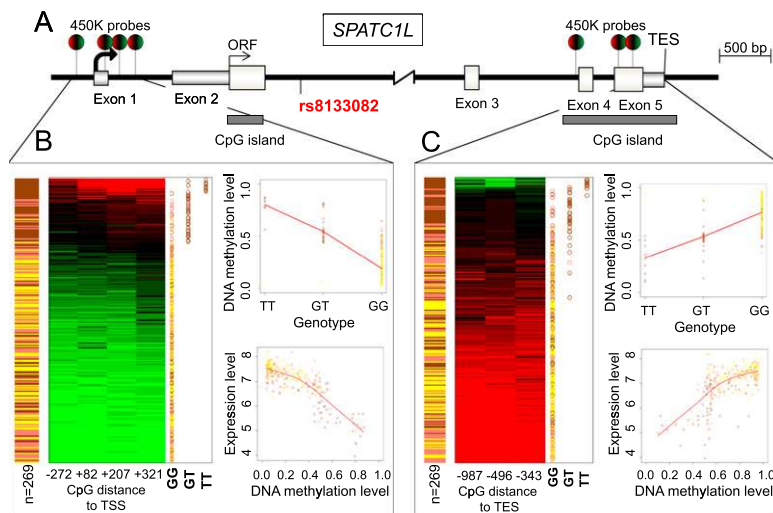 A
450K probes
SPATC1L
450K probes
ORF
TES
500 bp
Exon 1
Exon 2
rs8133082
Exon 3
Exon 4
Exon 5
CpG island
CpG island
B
DNA methylation level
1.0
0.5
0.0
TT
GT
GG
Genotype
Expression level
8
7
6
5
4
0.0
0.2
0.4
0.6
0.8
1.0
DNA methylation level
n=269
-272
+82
+207
+321
CpG distance
to TSS
GG
GT
TT
C
DNA methylation level
1.0
0.5
0.0
TT
GT
GG
Genotype
Expression level
8
7
6
5
4
0.0
0.2
0.4
0.6
0.8
1.0
DNA methylation level
n=269
-987
-496
-343
CpG distance
to TES
GG
GT
TT